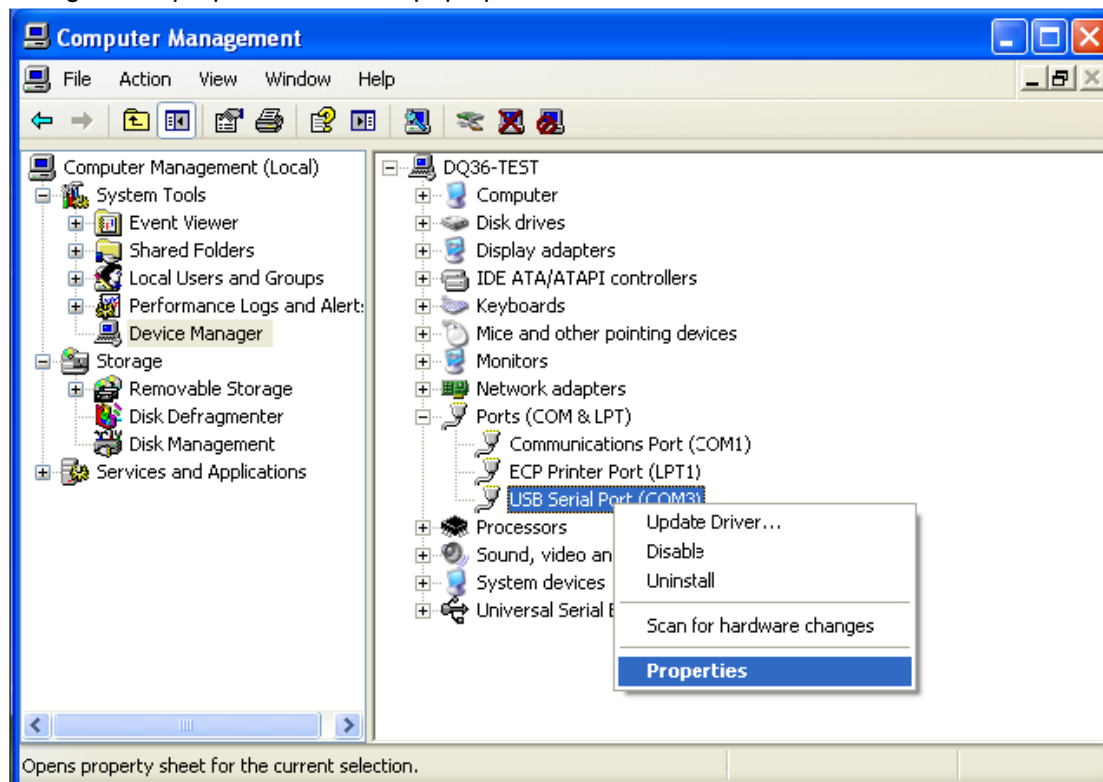 Computer Management
File Action View Window Help
Computer Management (Local)
System Tools
Event Viewer
Shared Folders
Local Users and Groups
Performance Logs and Alert
Device Manager
Storage
Removable Storage
Disk Defragmenter
Disk Management
Services and Applications
DQ36-TEST
Computer
Disk drives
Display adapters
IDE ATA/ATAPI controllers
Keyboards
Mice and other pointing devices
Monitors
Network adapters
Ports (COM & LPT)
Communications Port (COM1)
ECP Printer Port (LPT1)
USB Serial Port (COM3)
Processors
Sound, video an
System devices
Universal Serial
Update Driver...
Disable
Uninstall
Scan for hardware changes
Properties
Opens property sheet for the current selection.